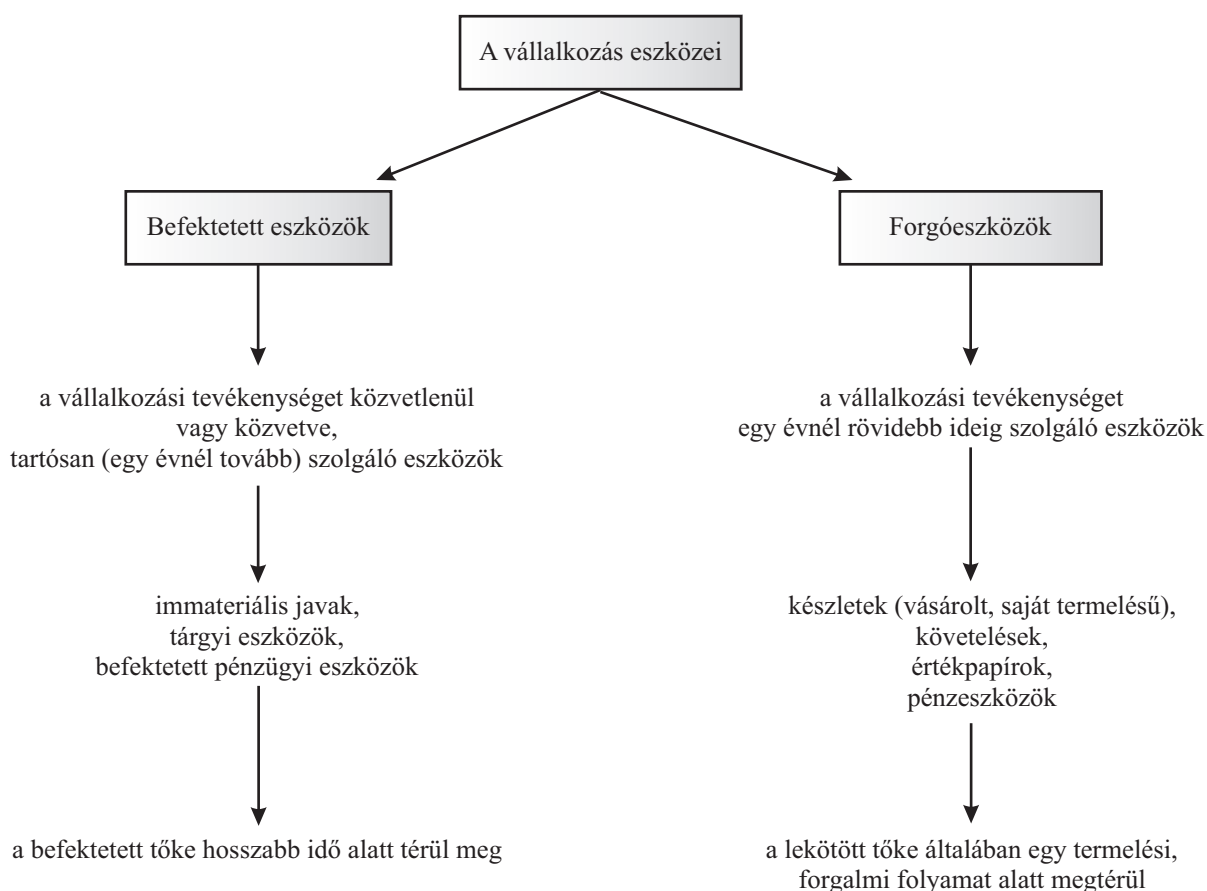 A vállalkozás eszközei
Befektetett eszközök
Forgóeszközök
a vállalkozási tevékenységet közvetlenül
vagy közvetve,
tartósan (egy évnél tovább) szolgáló eszközök
a vállalkozási tevékenységet
egy évnél rövidebb ideig szolgáló eszközök
immateriális javak,
tárgyi eszközök,
befektetett pénzügyi eszközök
készletek (vásárolt, saját termelésű),
követelések,
értékpapírok,
pénzeszközök
a befektetett tőke hosszabb idő alatt térül meg
a lekötött tőke általában egy termelési,
forgalmi folyamat alatt megtérül